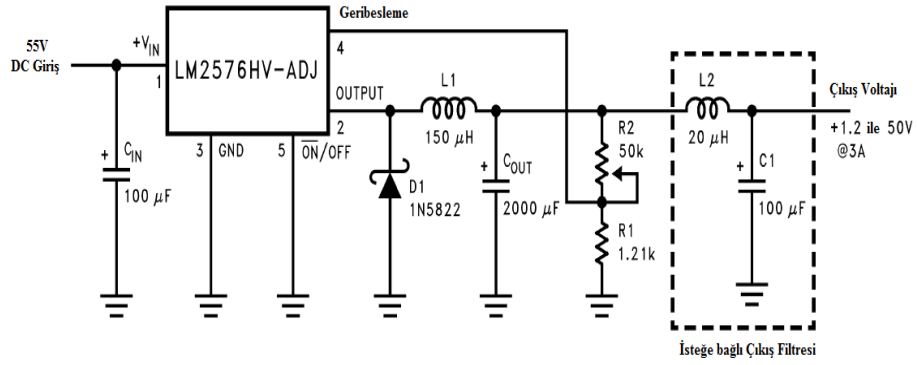 Geribesleme
55V
DC Giriş
+VIN
1
LM2576HV-ADJ
4
OUTPUT
2
3 GND
5 ON/OFF
+
CIN
100 μF
D1
1N5822
L1
150 μH
+
COUT
2000 μF
R2
50k
R1
1.21k
L2
20 μH
+
C1
100 μF
Çıkış Voltajı
+1.2 ile 50V
@3A
İsteğe bağlı Çıkış Filtresi